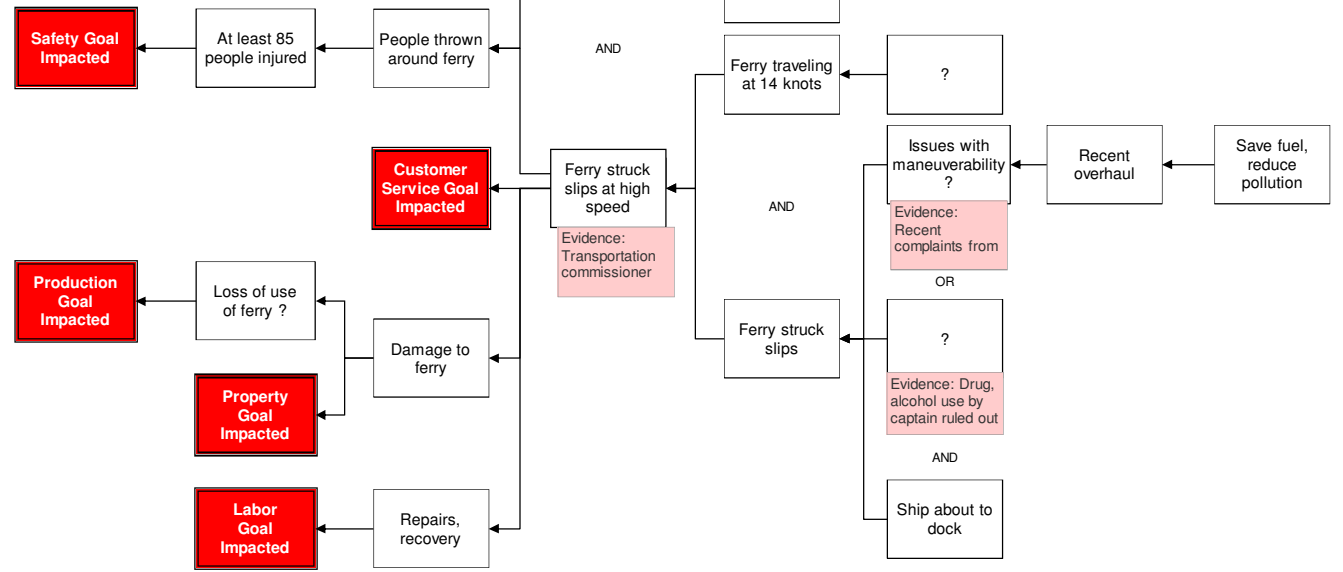 Safety Goal
Impacted
At least 85
people injured
People thrown
around ferry
AND
Ferry traveling
at 14 knots
?
Customer
Service Goal
Impacted
Ferry struck
slips at high
speed
Evidence:
Transportation
commissioner
AND
Issues with
maneuverability
?
Evidence:
Recent
complaints from
Recent
overhaul
Save fuel,
reduce
pollution
OR
Production
Goal
Impacted
Loss of use
of ferry ?
Damage to
ferry
Property
Goal
Impacted
Ferry struck
slips
?
Evidence: Drug,
alcohol use by
captain ruled out
AND
Labor
Goal
Impacted
Repairs,
recovery
Ship about to
dock